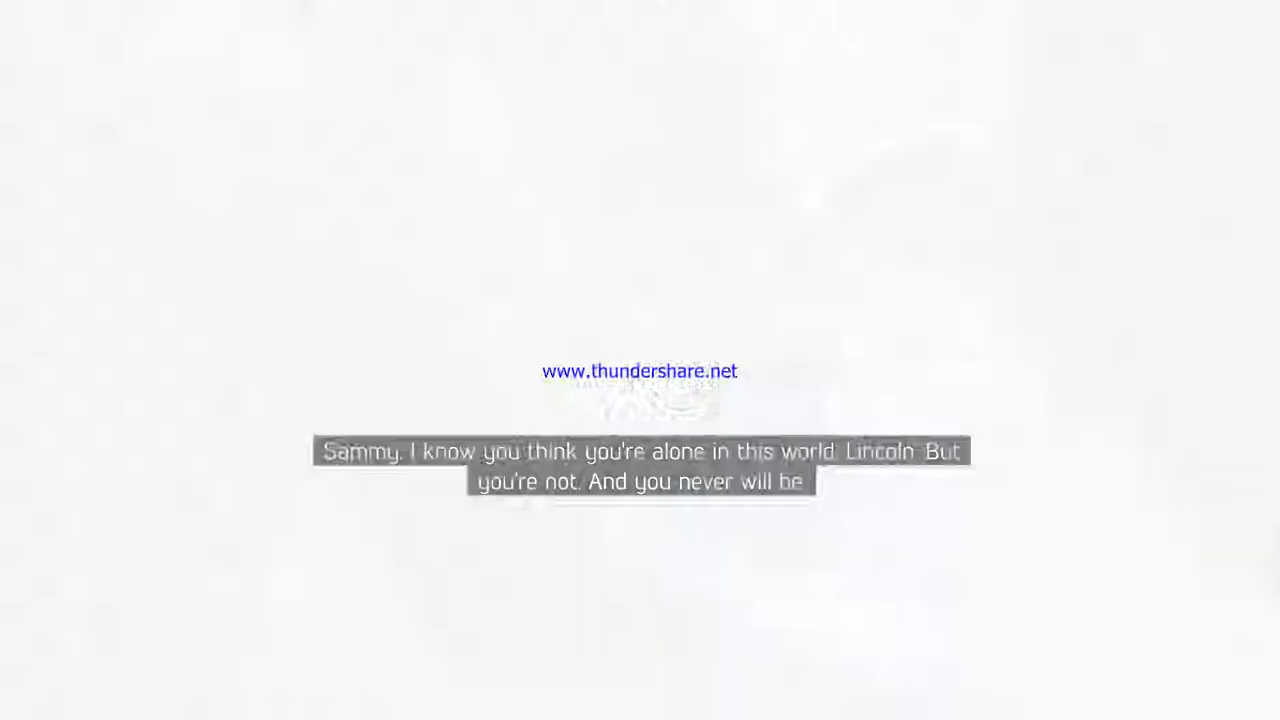 www.thundershare.net
Sammy. I know you think you're alone in this world, Lincoln. But
you're not. And you never will be